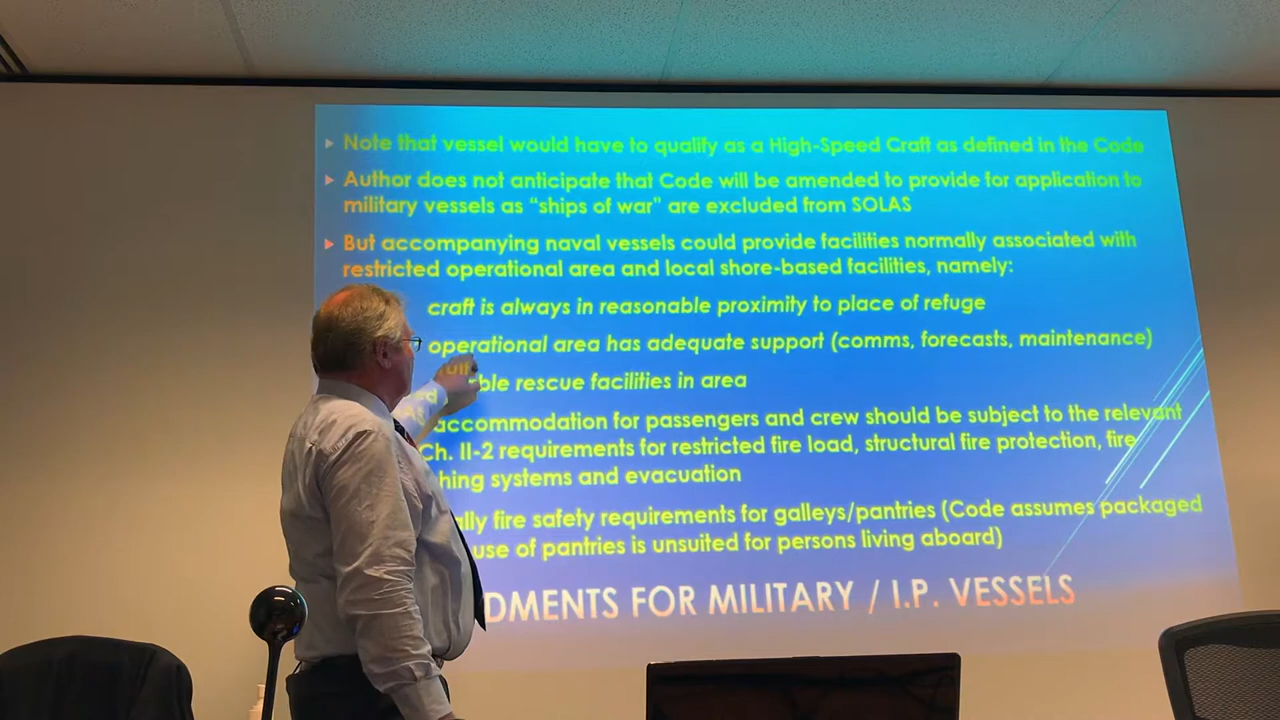 Note that vessel would have to qualify as a High-Speed Craft as defined in the Code
Author does not anticipate that Code will be amended to provide for application to
military vessels as “ships of war” are excluded from SOLAS
But accompanying naval vessels could provide facilities normally associated with
restricted operational area and local shore-based facilities, namely:
craft is always in reasonable proximity to place of refuge
operational area has adequate support (comms, forecasts, maintenance)
ble rescue facilities in area
accommodation for passengers and crew should be subject to the relevant
Ch. II-2 requirements for restricted fire load, structural fire protection, fire
hing systems and evacuation
ally fire safety requirements for galleys/pantries (Code assumes packaged
use of pantries is unsuited for persons living aboard)
DMENTS FOR MILITARY / I.P. VESSELS